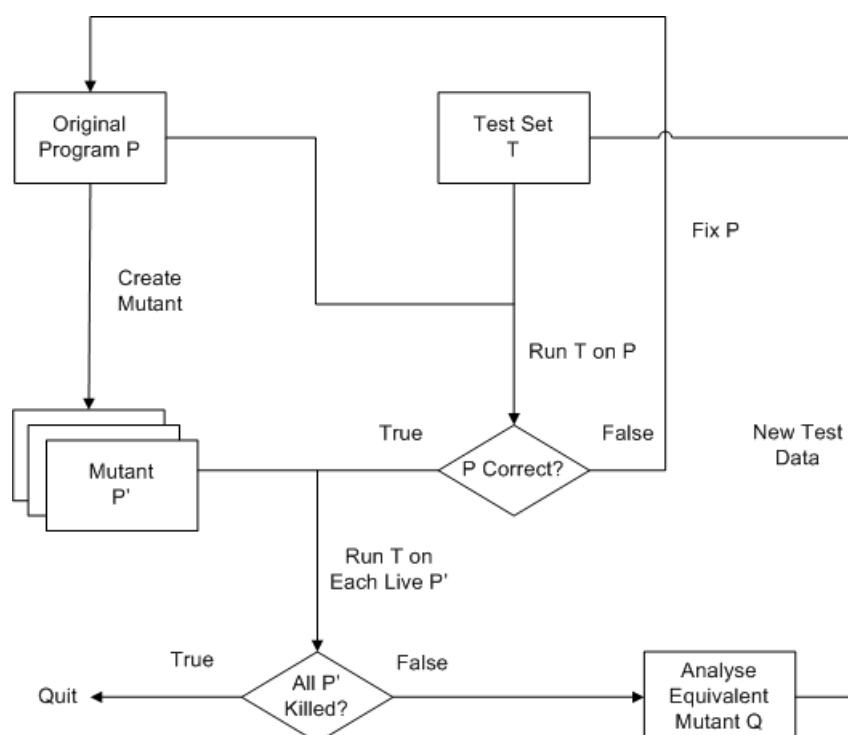 Original
Program P
Test Set
T
Fix P
Create
Mutant
Run T on P
True
False
New Test
Data
P Correct?
Mutant
P'
Run T on
Each Live P'
True
False
Quit
All P'
Killed?
Analyse
Equivalent
Mutant Q